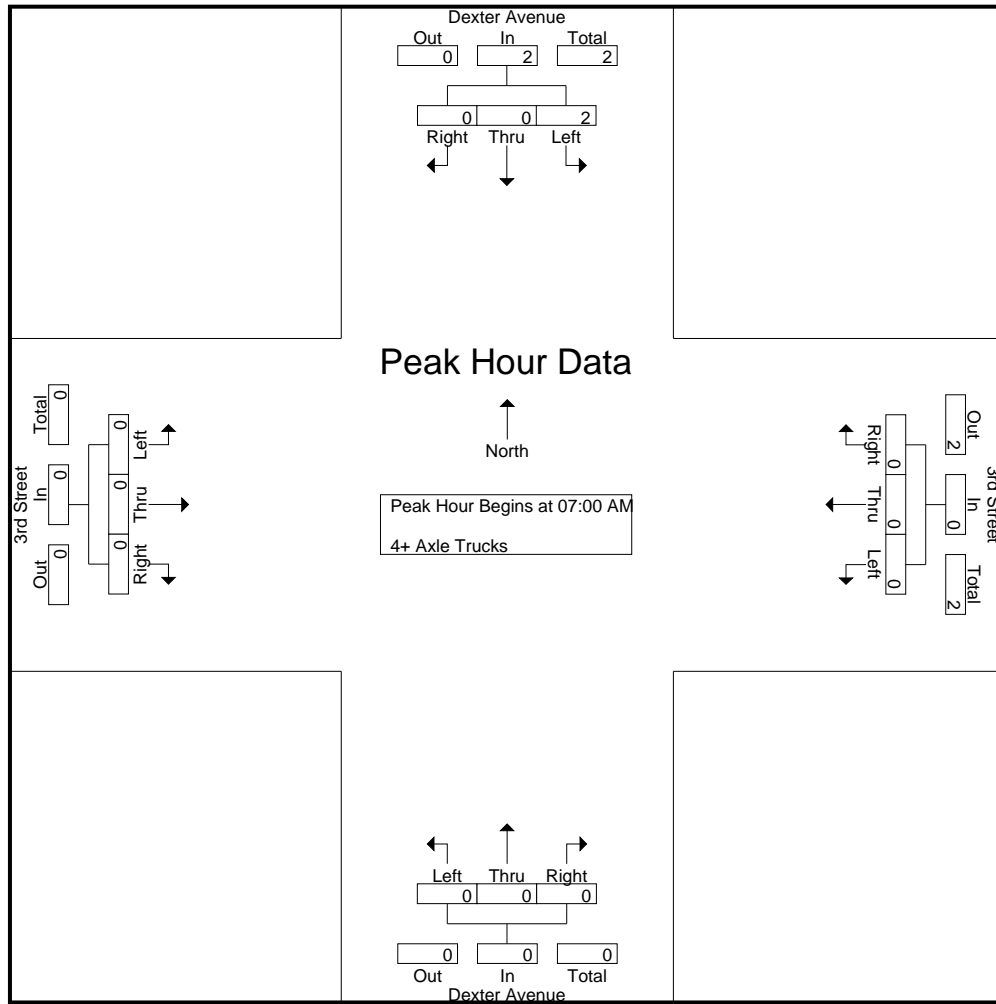 Dexter Avenue
Out In Total
0 2 2
0 0 2
Right Thru Left
Peak Hour Data
North
Peak Hour Begins at 07:00 AM
4+ Axle Trucks
3rd Street
Total In Out
0 0 0
0 0 0
Left Thru Right
Right Thru Left
0 0 0
2 0 2
Out In Total
3rd Street
Left Thru Right
0 0 0
0 0 0
Out In Total
Dexter Avenue